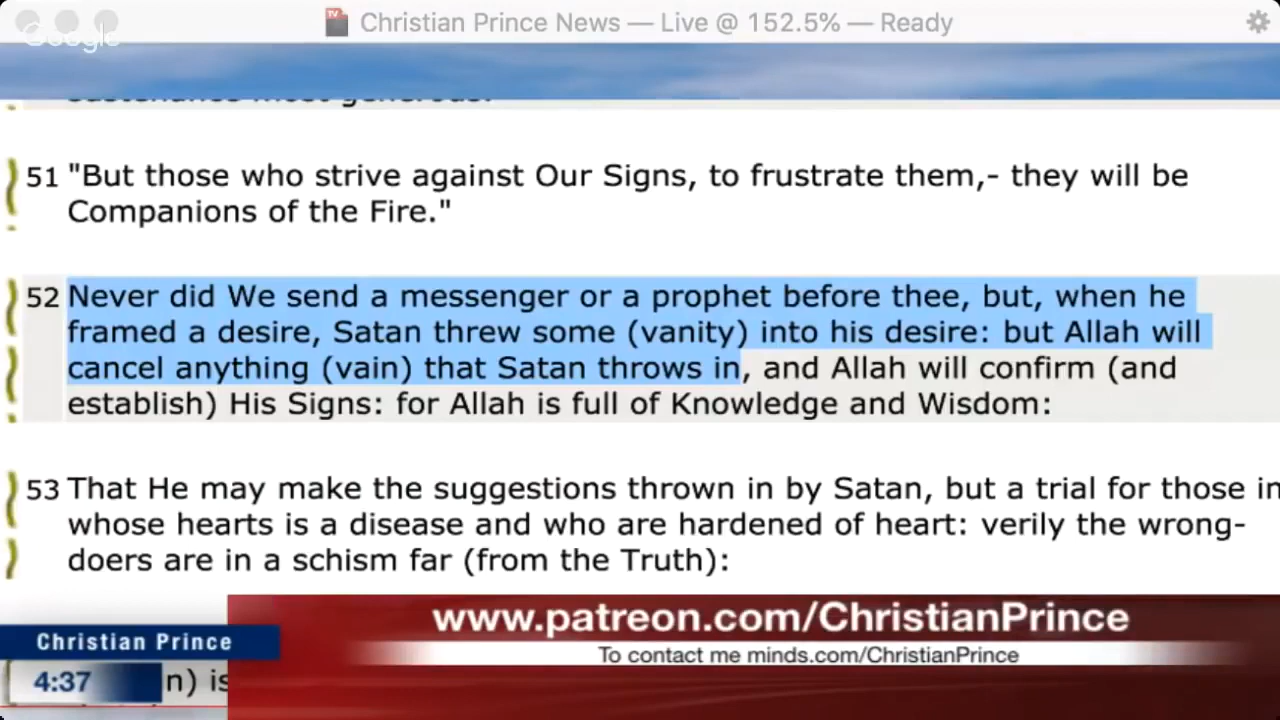 Christian Prince News — Live @ 152.5% — Ready
Google
51 "But those who strive against Our Signs, to frustrate them,- they will be
Companions of the Fire."
52 Never did We send a messenger or a prophet before thee, but, when he
framed a desire, Satan threw some (vanity) into his desire: but Allah will
cancel anything (vain) that Satan throws in, and Allah will confirm (and
establish) His Signs: for Allah is full of Knowledge and Wisdom:
53 That He may make the suggestions thrown in by Satan, but a trial for those in
whose hearts is a disease and who are hardened of heart: verily the wrong-
doers are in a schism far (from the Truth):
www.patreon.com/ChristianPrince
Christian Prince
To contact me minds.com/ChristianPrince
4:37
n) is